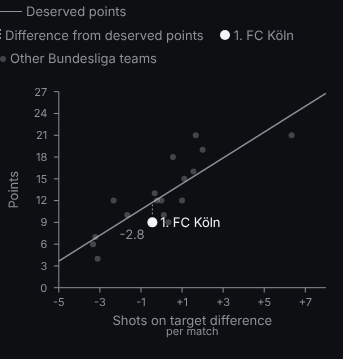 Deserved points
Difference from deserved points 1. FC Köln
Other Bundesliga teams
27
24
21
18
15
12
9
6
3
0
Points
1. FC Köln
-2.8
-5 -3 -1 +1 +3 +5 +7
Shots on target difference
per match